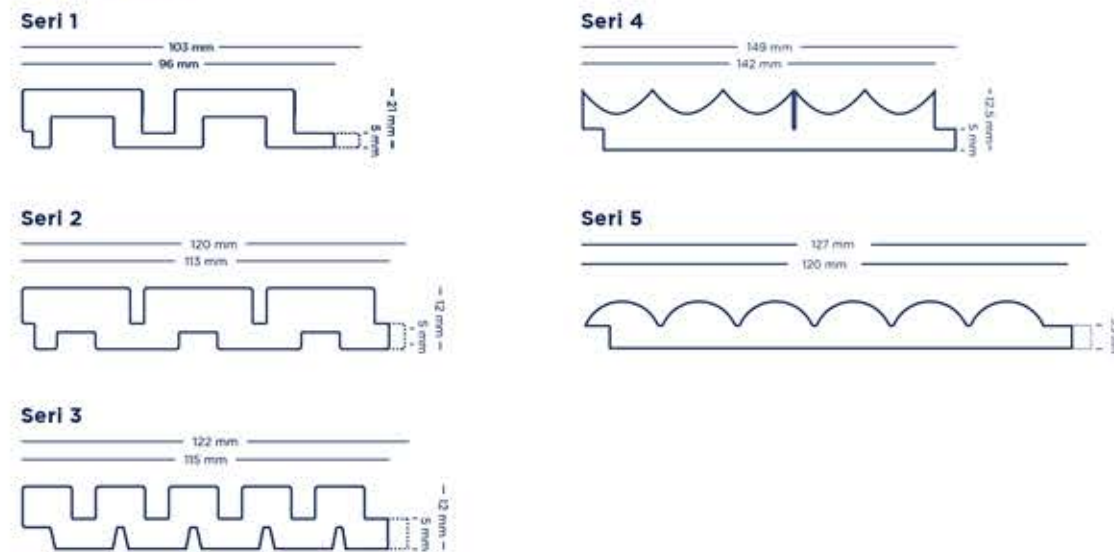 Seri 1
103 mm
96 mm
21 mm
5 mm
Seri 2
120 mm
113 mm
12 mm
5 mm
Seri 3
122 mm
115 mm
12 mm
5 mm
Seri 4
149 mm
142 mm
12.5 mm
5 mm
Seri 5
127 mm
120 mm